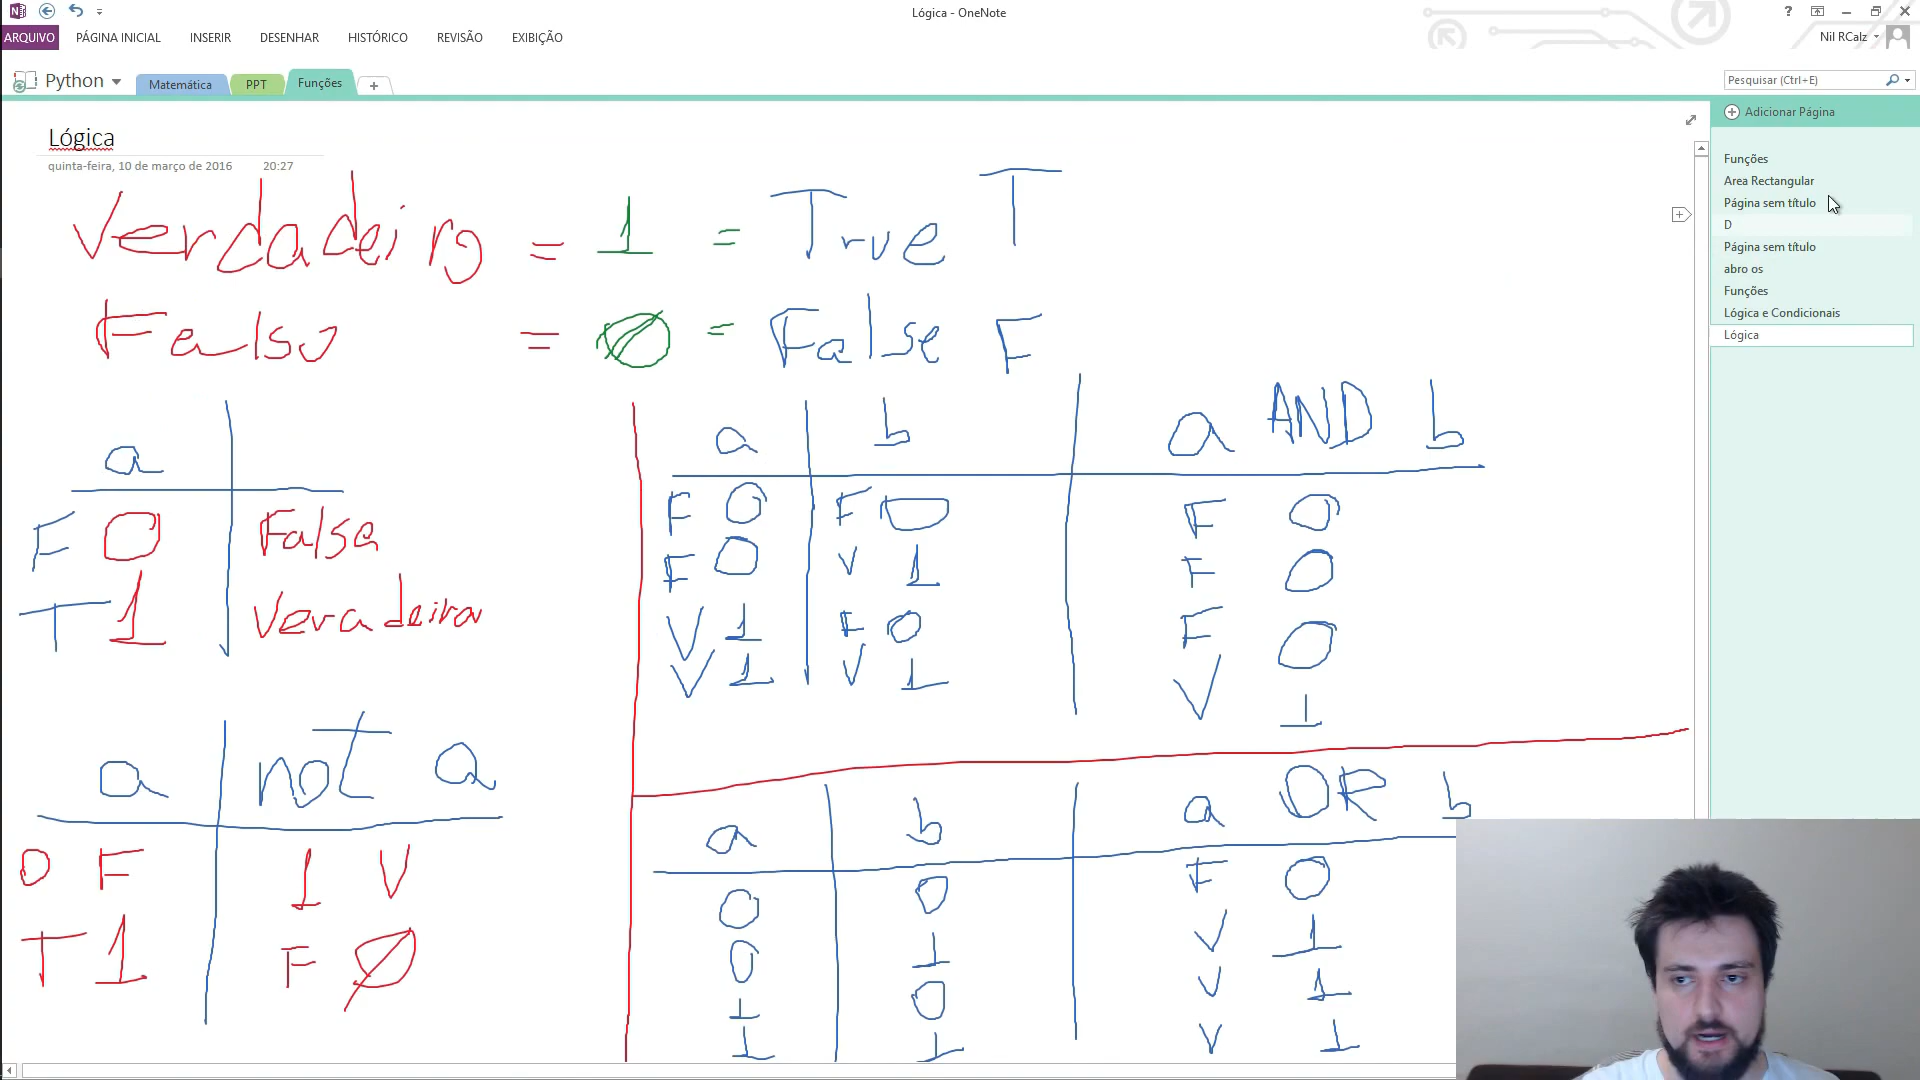 Lógica - OneNote
ARQUIVO PÁGINA INICIAL INSERIR DESENHAR HISTÓRICO REVISÃO EXIBIÇÃO
Nil RCalz
Python Matemática PPT Funções
Pesquisar (Ctrl+E)
Adicionar Página
Funções
Area Rectangular
Página sem título
D
Página sem título
abro os
Funções
Lógica e Condicionais
Lógica
Lógica
quinta-feira, 10 de março de 2016 20:27
Verdadeiro = 1 = True T
Falso = 0 = False F
a
F 0 Falsa
T 1 Veradeira
a not a
0 F 1 V
T 1 F 0
a b a AND b
F 0 F 0 F 0
F 0 V 1 F 0
V 1 F 0 F 0
V 1 V 1 V 1
a b a OR b
0 0 F 0
0 1 V 1
1 0 V 1
1 1 V 1